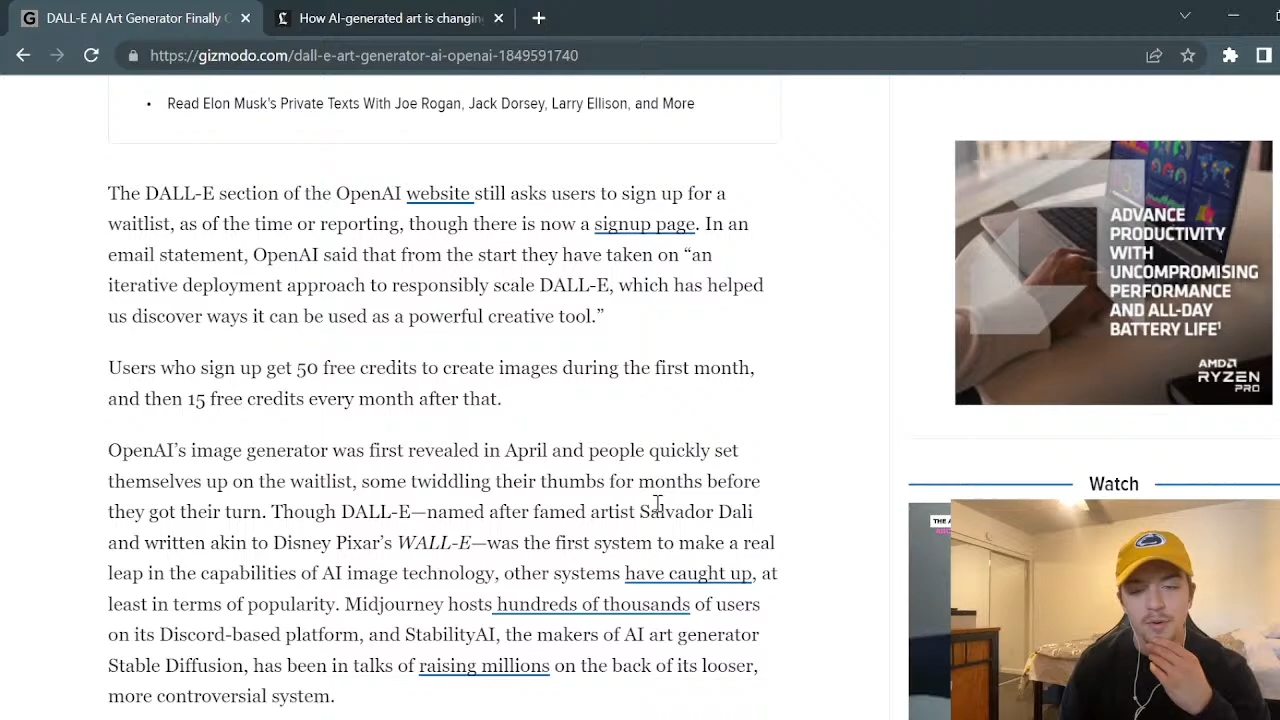 DALL-E AI Art Generator Finally
How AI-generated art is changin
https://gizmodo.com/dall-e-art-generator-ai-openai-1849591740
• Read Elon Musk's Private Texts With Joe Rogan, Jack Dorsey, Larry Ellison, and More
The DALL-E section of the OpenAI website still asks users to sign up for a
waitlist, as of the time or reporting, though there is now a signup page. In an
email statement, OpenAI said that from the start they have taken on “an
iterative deployment approach to responsibly scale DALL-E, which has helped
us discover ways it can be used as a powerful creative tool.”
Users who sign up get 50 free credits to create images during the first month,
and then 15 free credits every month after that.
OpenAI’s image generator was first revealed in April and people quickly set
themselves up on the waitlist, some twiddling their thumbs for months before
they got their turn. Though DALL-E—named after famed artist Salvador Dali
and written akin to Disney Pixar’s WALL-E—was the first system to make a real
leap in the capabilities of AI image technology, other systems have caught up, at
least in terms of popularity. Midjourney hosts hundreds of thousands of users
on its Discord-based platform, and StabilityAI, the makers of AI art generator
Stable Diffusion, has been in talks of raising millions on the back of its looser,
more controversial system.
ADVANCE
PRODUCTIVITY
WITH
UNCOMPROMISING
PERFORMANCE
AND ALL-DAY
BATTERY LIFE¹
AMD
RYZEN
PRO
Watch